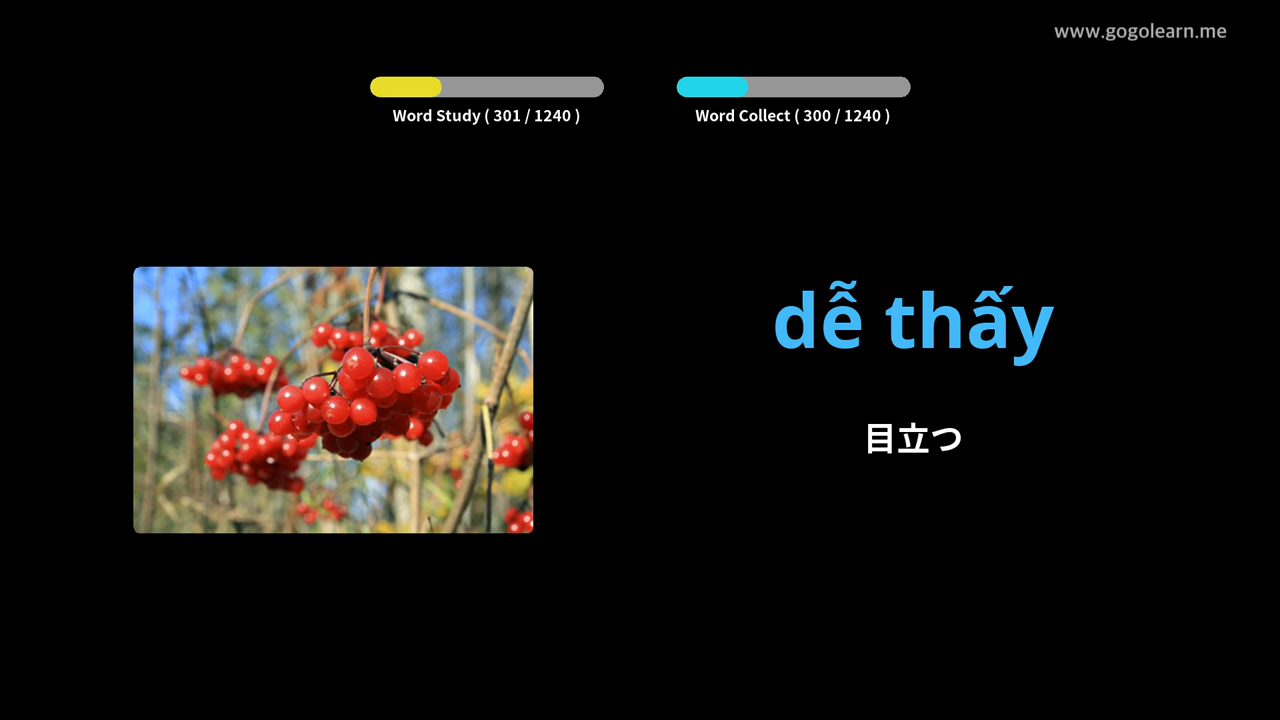 www.gogolearn.me
Word Study ( 301 / 1240 )
Word Collect ( 300 / 1240 )
dễ thấy
目立つ